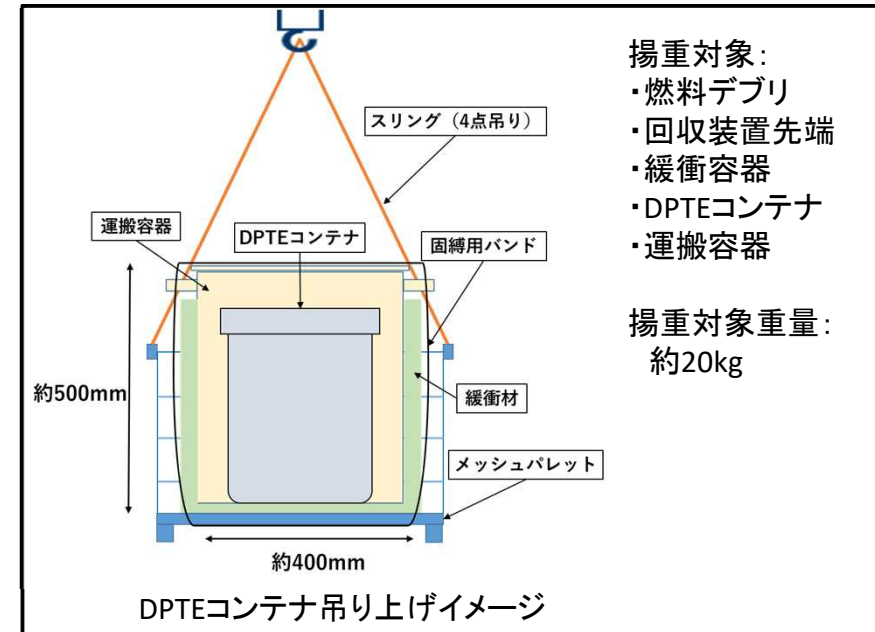 揚重対象：
・燃料デブリ
・回収装置先端
・緩衝容器
・DPTEコンテナ
・運搬容器
揚重対象重量：
約20kg
スリング（4点吊り）
運搬容器
DPTEコンテナ
固縛用バンド
約500mm
緩衝材
メッシュパレット
約400mm
DPTEコンテナ吊り上げイメージ